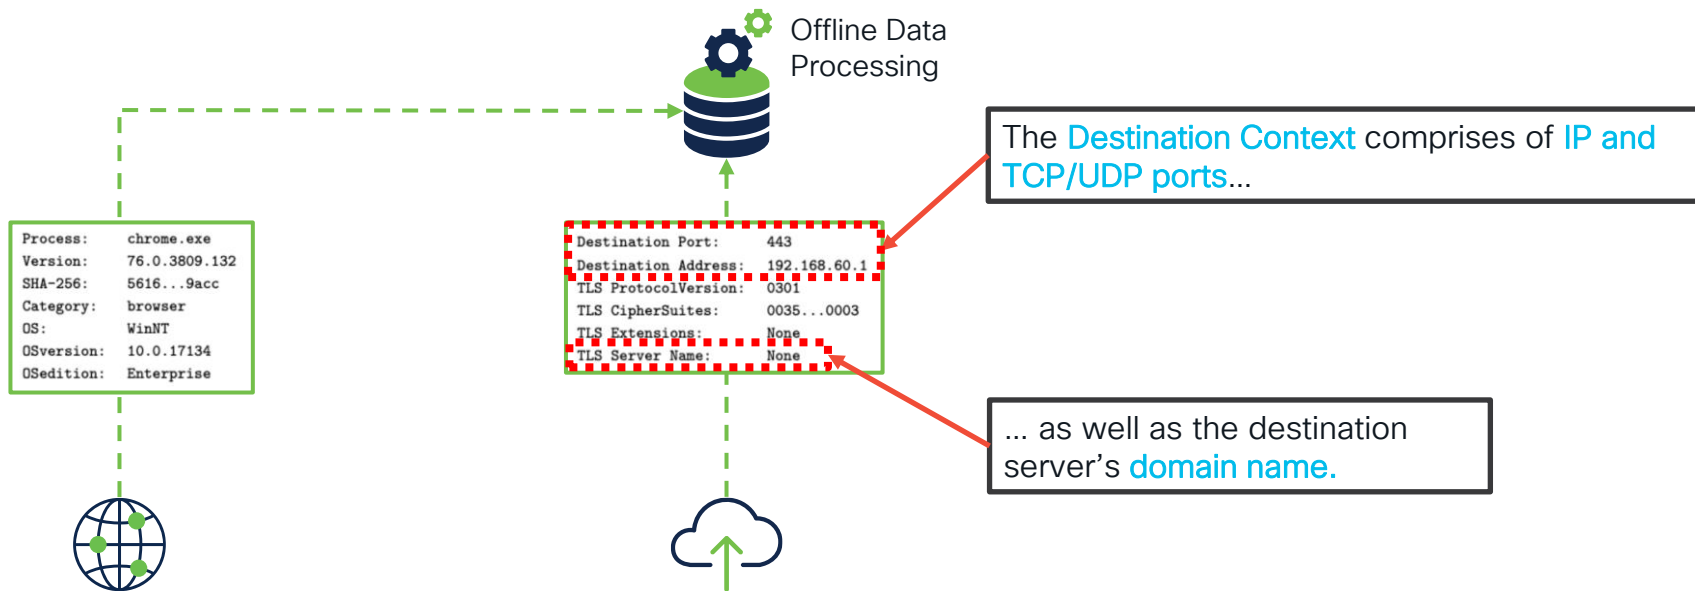 Offline Data
Processing
The Destination Context comprises of IP and
TCP/UDP ports...
Process: chrome.exe
Version: 76.0.3809.132
SHA-256: 5616...9acc
Category: browser
OS: WinNT
OSversion: 10.0.17134
OSedition: Enterprise
Destination Port: 443
Destination Address: 192.168.60.1
TLS ProtocolVersion: 0301
TLS CipherSuites: 0035...0003
TLS Extensions: None
TLS Server Name: None
... as well as the destination
server’s domain name.